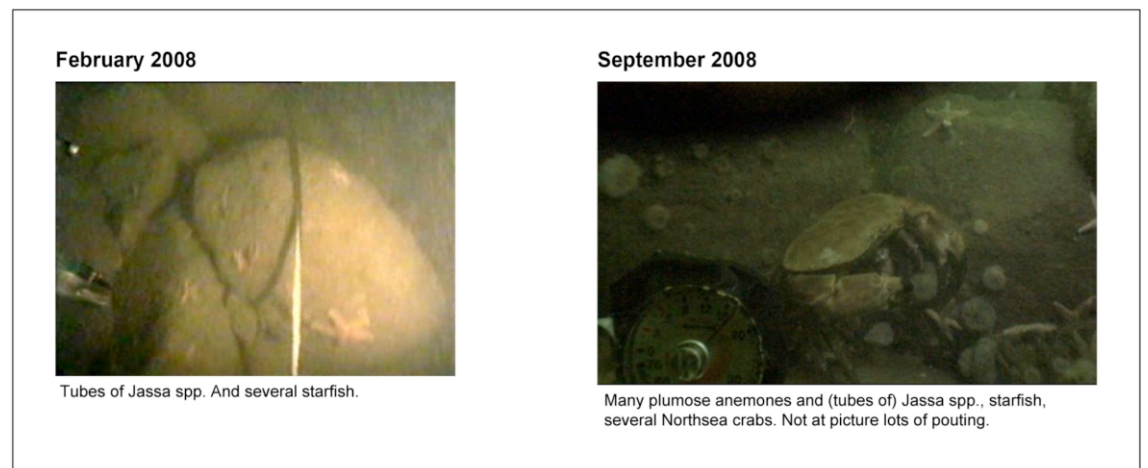 February 2008
September 2008
Tubes of Jassa spp. And several starfish.
Many plumose anemones and (tubes of) Jassa spp., starfish,
several Northsea crabs. Not at picture lots of pouting.